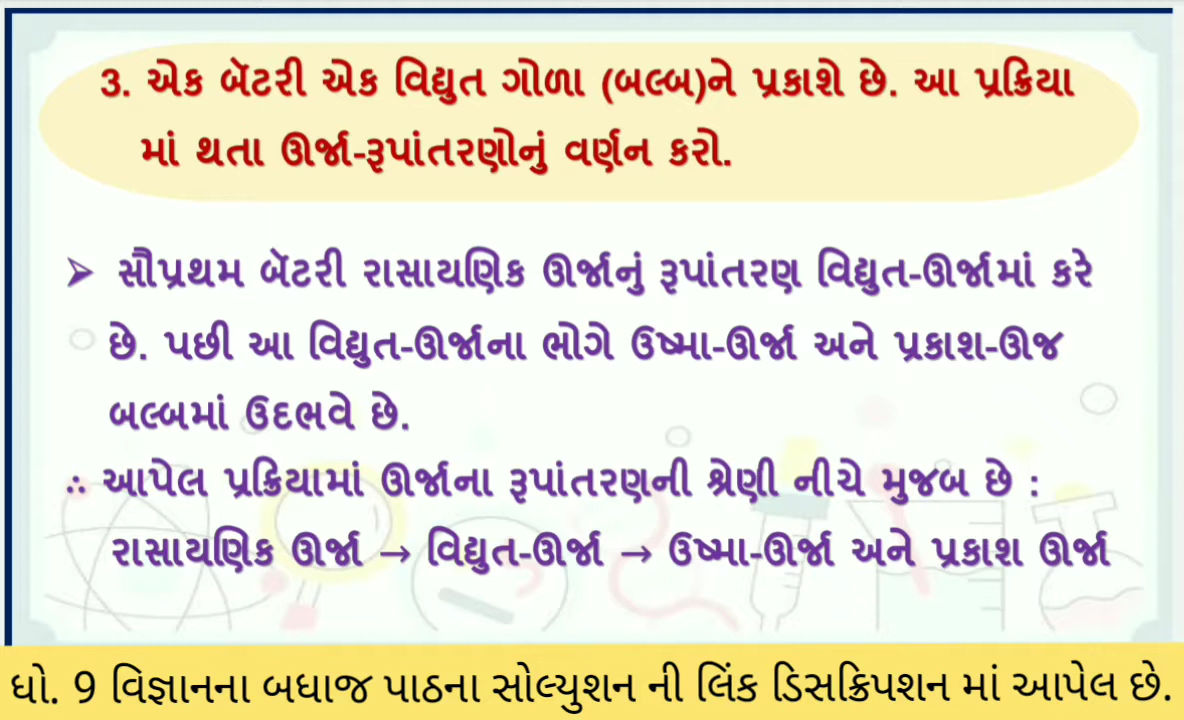 3. એક બૅટરી એક વિદ્યુત ગોળા (બલ્બ)ને પ્રકાશે છે. આ પ્રક્રિયા
માં થતા ઊર્જા-રૂપાંતરણોનું વર્ણન કરો.
➢ સૌપ્રથમ બૅટરી રાસાયણિક ઊર્જાનું રૂપાંતરણ વિદ્યુત-ઊર્જામાં કરે
છે. પછી આ વિદ્યુત-ઊર્જાના ભોગે ઉષ્મા-ઊર્જા અને પ્રકાશ-ઊજ
બલ્બમાં ઉદભવે છે.
∴ આપેલ પ્રક્રિયામાં ઊર્જાના રૂપાંતરણની શ્રેણી નીચે મુજબ છે :
રાસાયણિક ઊર્જા → વિદ્યુત-ઊર્જા → ઉષ્મા-ઊર્જા અને પ્રકાશ ઊર્જા
ધો. 9 વિજ્ઞાનના બધાજ પાઠના સોલ્યુશન ની લિંક ડિસક્રિપશન માં આપેલ છે.